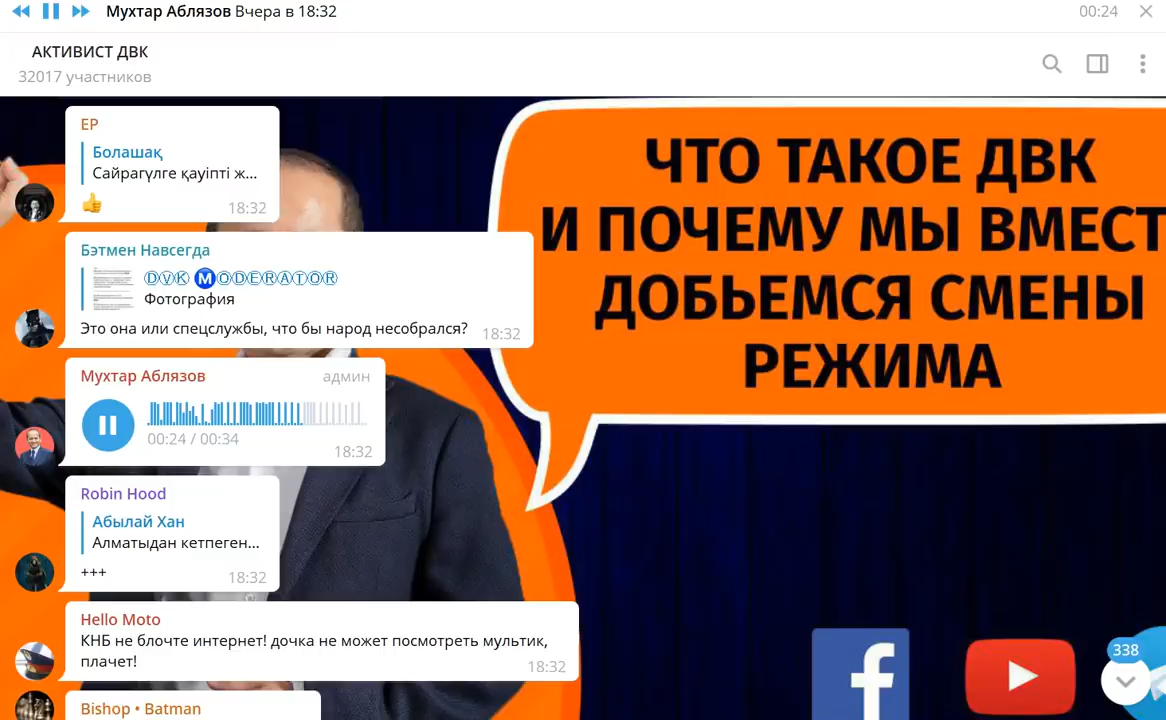 Мухтар Аблязов Вчера в 18:32
00:24
АКТИВИСТ ДВК
32017 участников
ЧТО ТАКОЕ ДВК
И ПОЧЕМУ МЫ ВМЕСТ
ДОБЬЕМСЯ СМЕНЫ
РЕЖИМА
EP
Болашақ
Сайрагүлге қауіпті ж...
18:32
Бэтмен Навсегда
ⒹⓋⓀ ⓂⓄⒹⒺⓇⒶⓉⓄⓇ
Фотография
Это она или спецслужбы, что бы народ несобрался?
18:32
Мухтар Аблязов
админ
00:24 / 00:34
18:32
Robin Hood
Абылай Хан
Алматыдан кетпеген...
+++
18:32
Hello Moto
КНБ не блочте интернет! дочка не может посмотреть мультик,
плачет!
18:32
338
Bishop • Batman